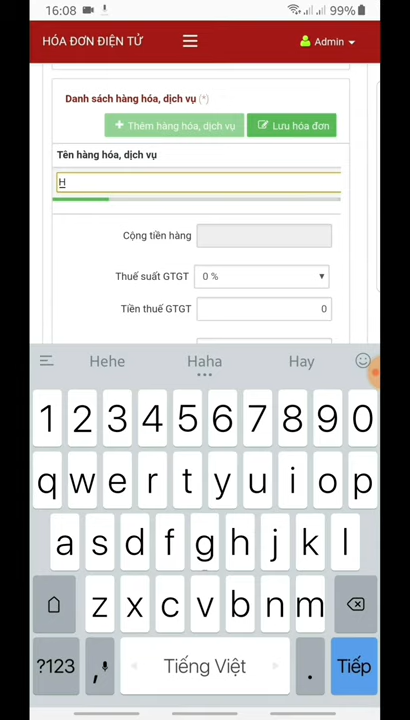 16:08 99%
HÓA ĐƠN ĐIỆN TỬ Admin
Danh sách hàng hóa, dịch vụ (*)
Thêm hàng hóa, dịch vụ Lưu hóa đơn
Tên hàng hóa, dịch vụ
H
Cộng tiền hàng
Thuế suất GTGT 0 %
Tiền thuế GTGT 0
Hehe Haha Hay
1 2 3 4 5 6 7 8 9 0
q w e r t y u i o p
a s d f g h j k l
z x c v b n m
?123 , Tiếng Việt . Tiếp